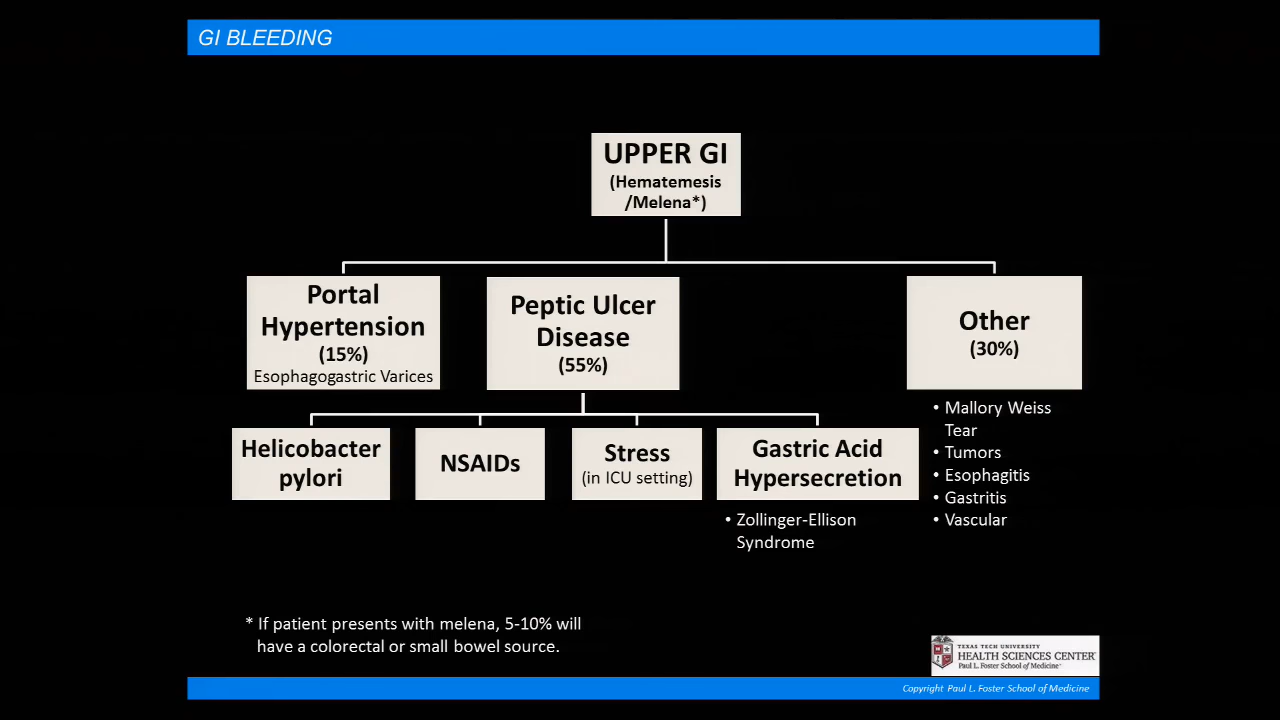 GI BLEEDING
UPPER GI
(Hematemesis
/Melena*)
Portal
Hypertension
(15%)
Esophagogastric Varices
Peptic Ulcer
Disease
(55%)
Other
(30%)
Helicobacter
pylori
NSAIDs
Stress
(in ICU setting)
Gastric Acid
Hypersecretion
• Zollinger-Ellison
Syndrome
• Mallory Weiss
Tear
• Tumors
• Esophagitis
• Gastritis
• Vascular
* If patient presents with melena, 5-10% will
have a colorectal or small bowel source.
TEXAS TECH UNIVERSITY
HEALTH SCIENCES CENTER
Paul L. Foster School of Medicine
Copyright Paul L. Foster School of Medicine